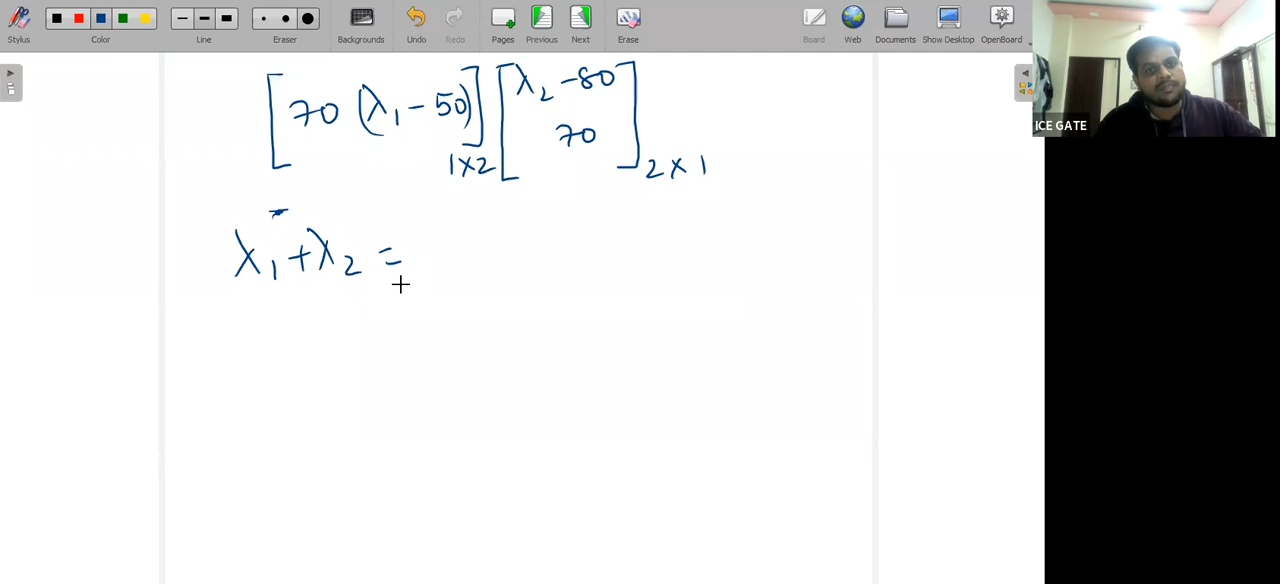 Stylus
Color
Line
Eraser
Backgrounds
Undo
Redo
Pages
Previous
Next
Erase
Board
Web
Documents
Show Desktop
OpenBoard
ICE GATE
[70 (λ₁ - 50)]₁ₓ₂ [λ₂ - 80
70]₂ₓ₁
λ₁ + λ₂ =